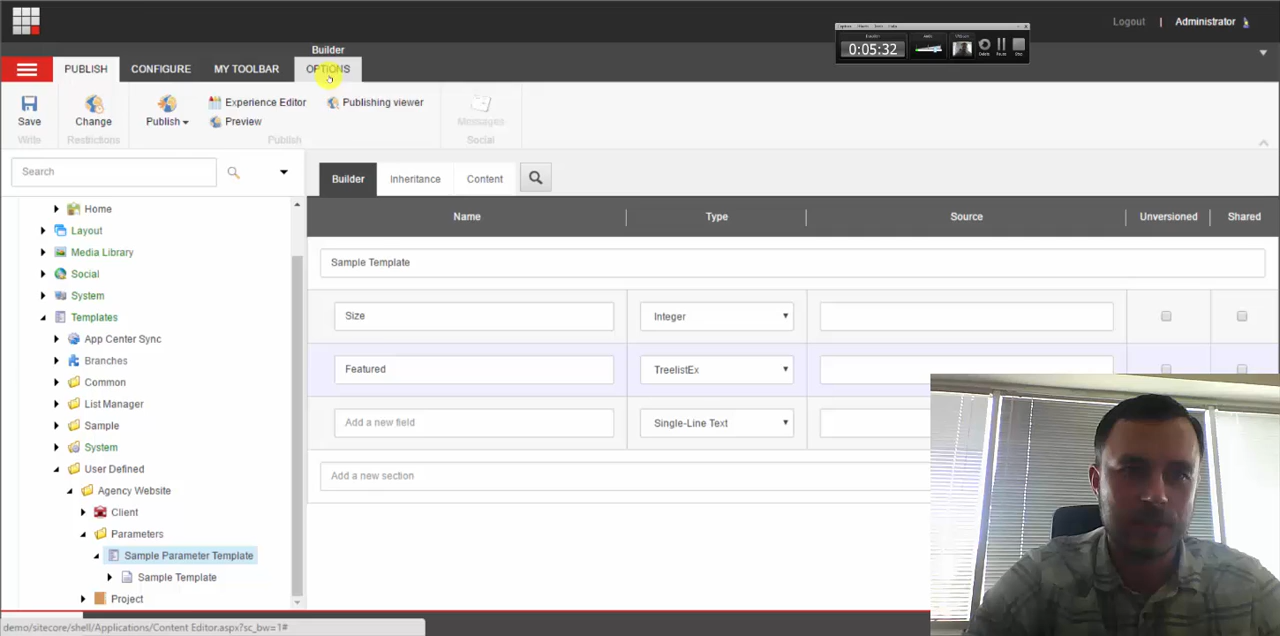 Logout | Administrator
0:05:32
Builder
PUBLISH CONFIGURE MY TOOLBAR OPTIONS
Save Change Publish Experience Editor Publishing viewer Messages
Preview
Write Restrictions Publish Social
Search
Builder Inheritance Content
Name Type Source Unversioned Shared
Sample Template
Size Integer
Featured TreelistEx
Add a new field Single-Line Text
Add a new section
Home
Layout
Media Library
Social
System
Templates
App Center Sync
Branches
Common
List Manager
Sample
System
User Defined
Agency Website
Client
Parameters
Sample Parameter Template
Sample Template
Project
demo/sitecore/shell/Applications/Content Editor.aspx?sc_bw=1#